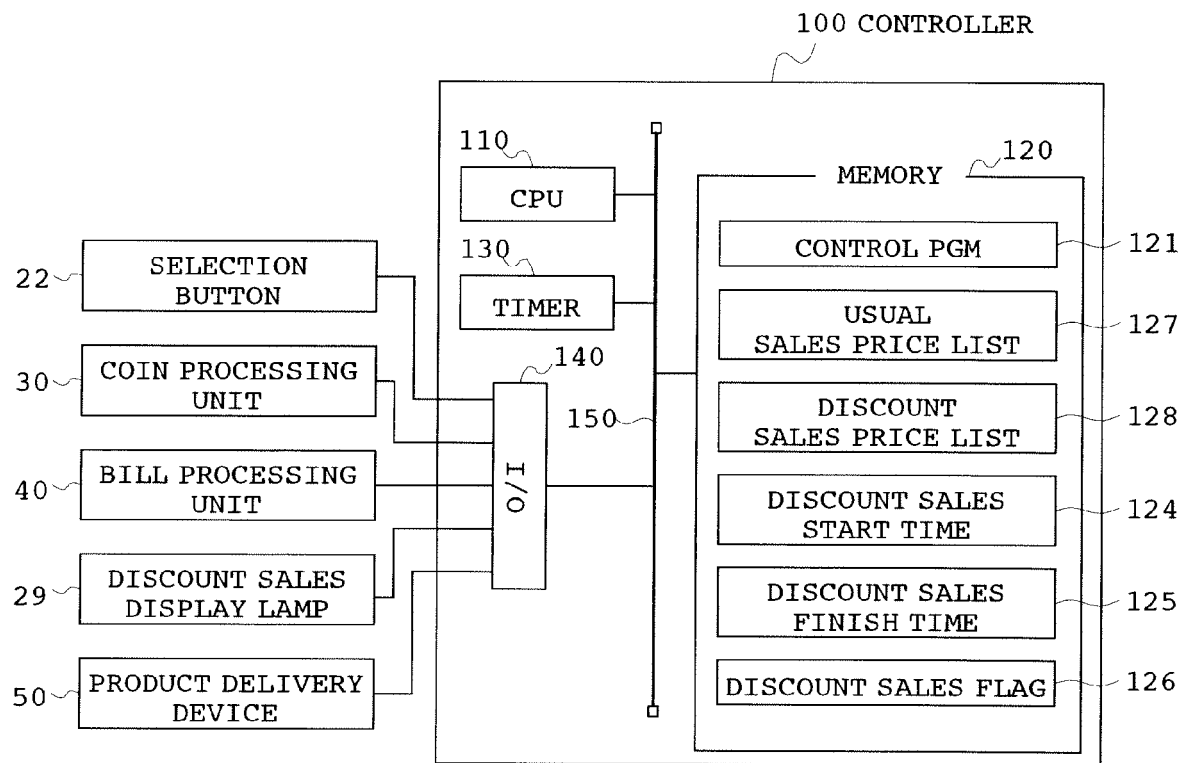 100 CONTROLLER
110
CPU
130
TIMER
140
I/O
150
MEMORY
120
CONTROL PGM
121
USUAL
SALES PRICE LIST
127
DISCOUNT
SALES PRICE LIST
128
DISCOUNT SALES
START TIME
124
DISCOUNT SALES
FINISH TIME
125
DISCOUNT SALES FLAG
126
22
SELECTION
BUTTON
30
COIN PROCESSING
UNIT
40
BILL PROCESSING
UNIT
29
DISCOUNT SALES
DISPLAY LAMP
50
PRODUCT DELIVERY
DEVICE